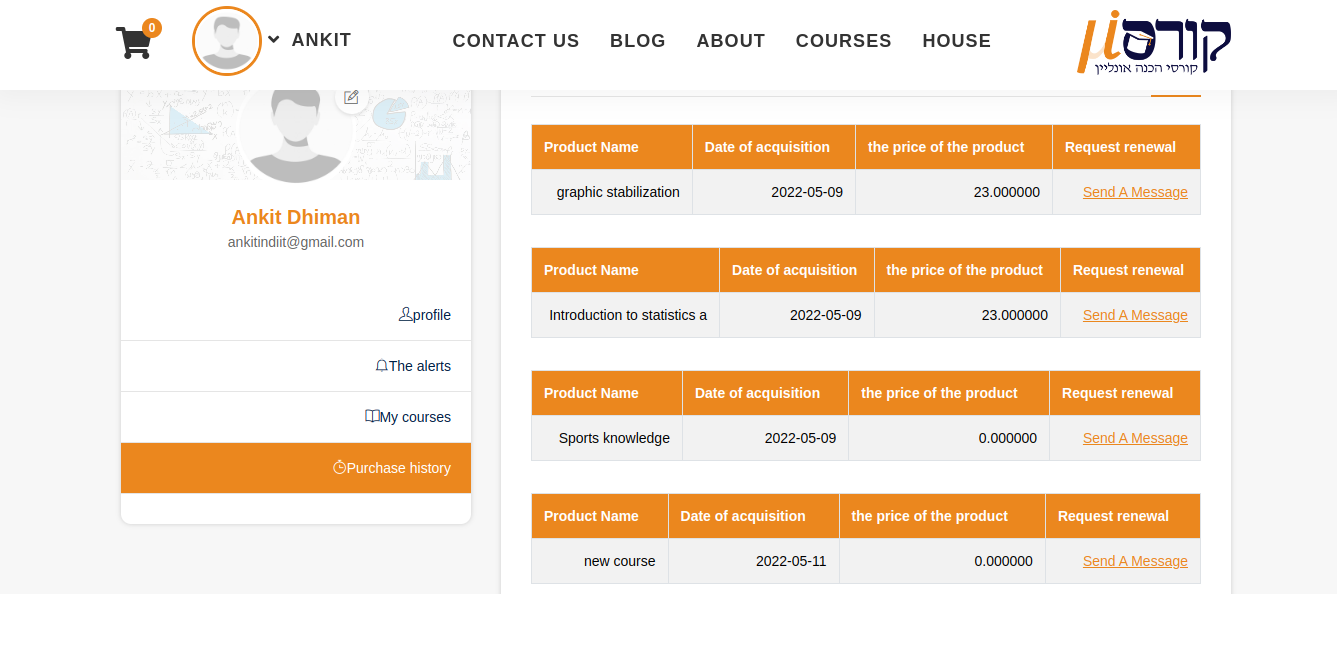 0
ANKIT
CONTACT US
BLOG
ABOUT
COURSES
HOUSE
קורסיון
קורסי הכנה אונליין
Ankit Dhiman
ankitindiit@gmail.com
profile
The alerts
My courses
Purchase history
Product Name Date of acquisition the price of the product Request renewal
graphic stabilization 2022-05-09 23.000000 Send A Message
Product Name Date of acquisition the price of the product Request renewal
Introduction to statistics a 2022-05-09 23.000000 Send A Message
Product Name Date of acquisition the price of the product Request renewal
Sports knowledge 2022-05-09 0.000000 Send A Message
Product Name Date of acquisition the price of the product Request renewal
new course 2022-05-11 0.000000 Send A Message